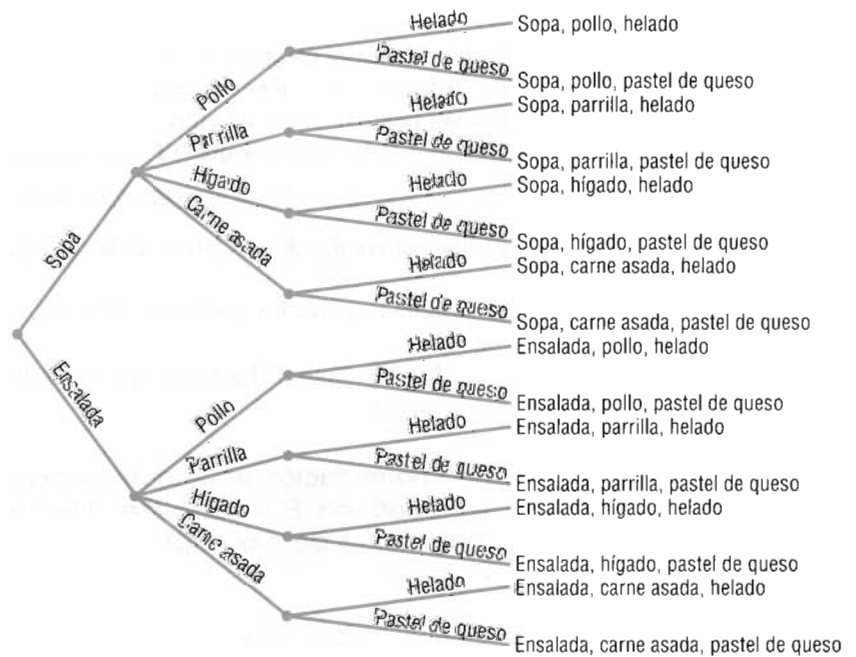 Helado
Sopa, pollo, helado
Pastel de queso
Sopa, pollo, pastel de queso
Pollo
Helado
Sopa, parrilla, helado
Parrilla
Pastel de queso
Sopa, parrilla, pastel de queso
Hígado
Helado
Sopa, hígado, helado
Pastel de queso
Sopa, hígado, pastel de queso
Carne asada
Helado
Sopa, carne asada, helado
Sopa
Pastel de queso
Sopa, carne asada, pastel de queso
Helado
Ensalada, pollo, helado
Ensalada
Pastel de queso
Ensalada, pollo, pastel de queso
Pollo
Helado
Ensalada, parrilla, helado
Parrilla
Pastel de queso
Ensalada, parrilla, pastel de queso
Hígado
Helado
Ensalada, hígado, helado
Pastel de queso
Ensalada, hígado, pastel de queso
Carne asada
Helado
Ensalada, carne asada, helado
Pastel de queso
Ensalada, carne asada, pastel de queso